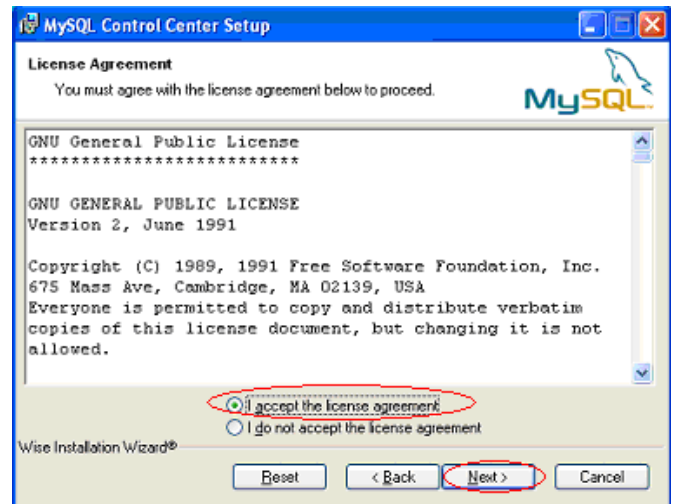 MySQL Control Center Setup
License Agreement
You must agree with the license agreement below to proceed.
MySQL
GNU General Public License
**************************
GNU GENERAL PUBLIC LICENSE
Version 2, June 1991
Copyright (C) 1989, 1991 Free Software Foundation, Inc.
675 Mass Ave, Cambridge, MA 02139, USA
Everyone is permitted to copy and distribute verbatim
copies of this license document, but changing it is not
allowed.
I accept the license agreement
I do not accept the license agreement
Wise Installation Wizard®
Reset < Back Next > Cancel